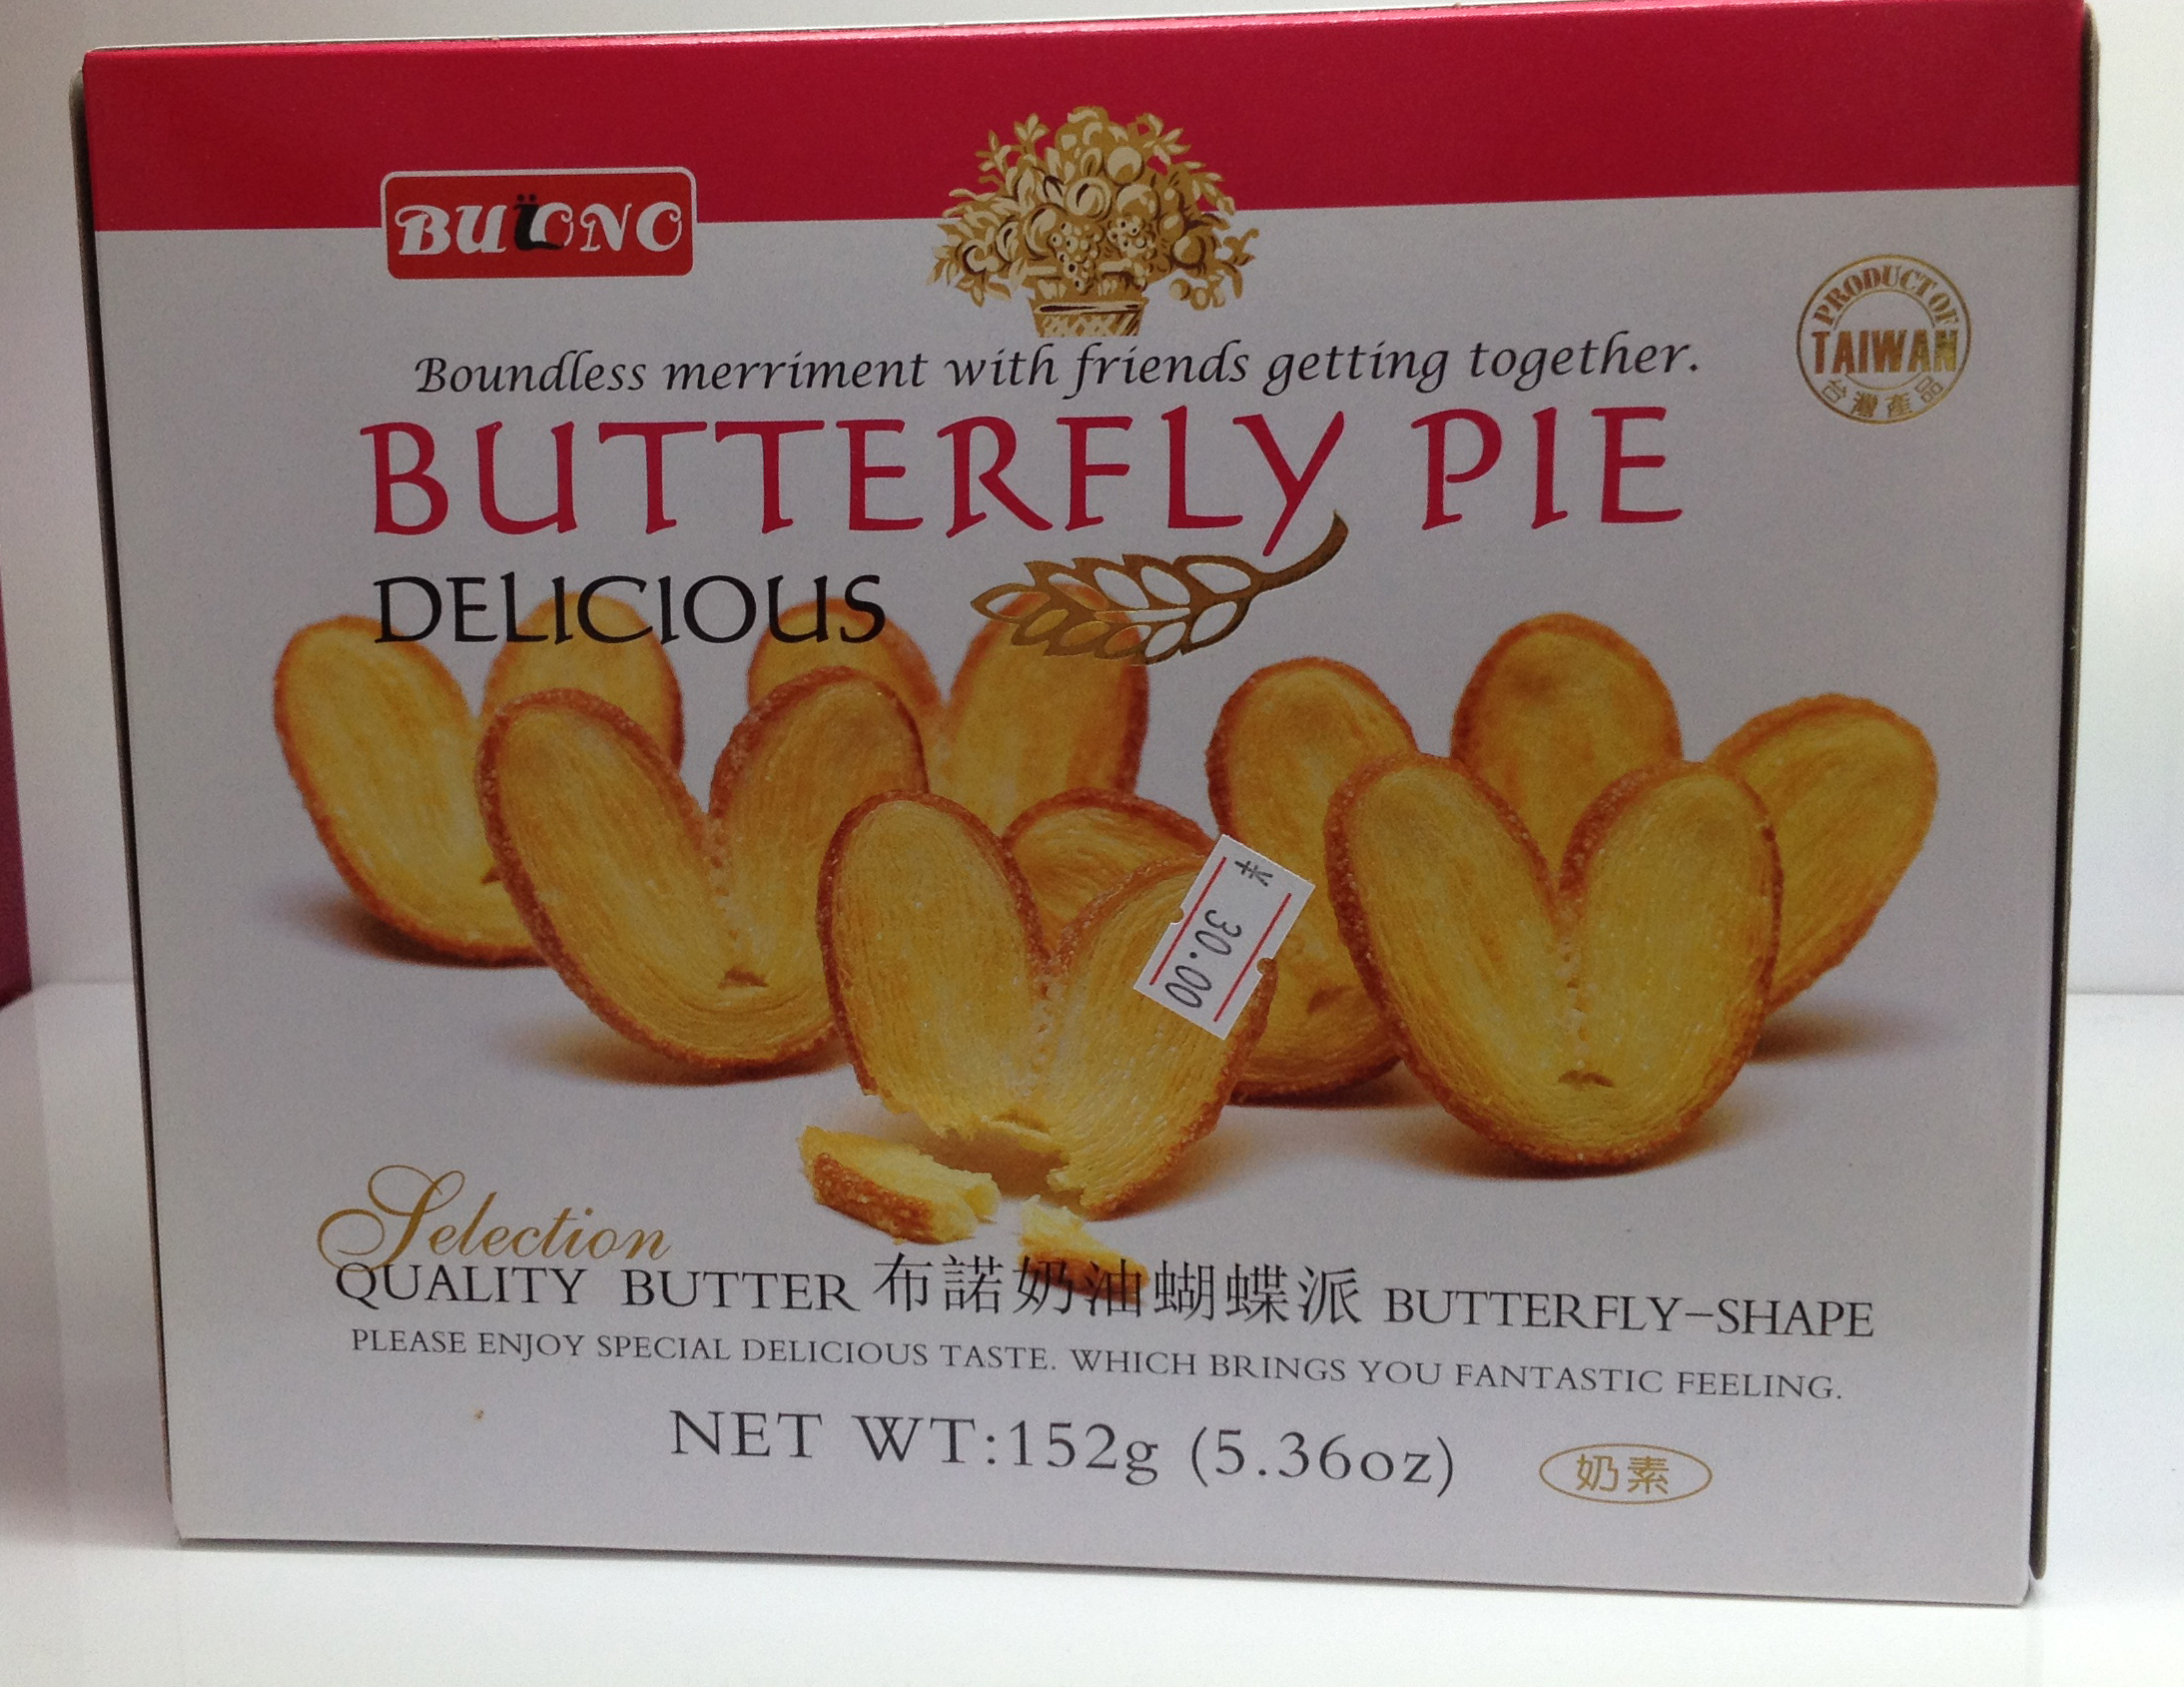 BUONO
PRODUCT OF
TAIWAN
台灣產品
Boundless merriment with friends getting together.
BUTTERFLY PIE
DELICIOUS
¥ 30.00
Selection
QUALITY BUTTER 布諾奶油蝴蝶派 BUTTERFLY-SHAPE
PLEASE ENJOY SPECIAL DELICIOUS TASTE. WHICH BRINGS YOU FANTASTIC FEELING.
NET WT:152g (5.36oz)
奶素